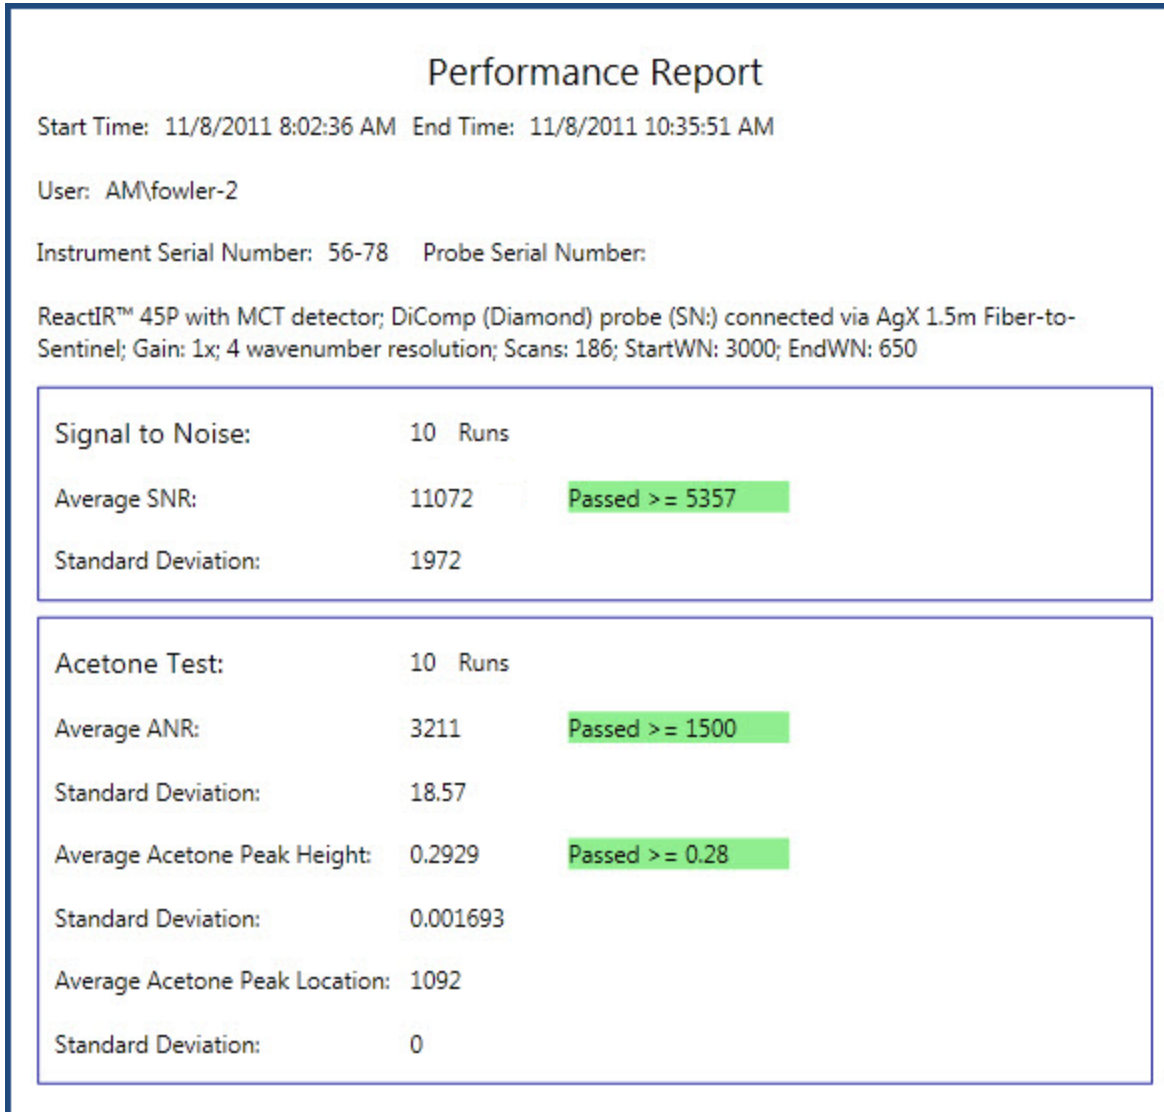 Performance Report
Start Time: 11/8/2011 8:02:36 AM End Time: 11/8/2011 10:35:51 AM
User: AM\fowler-2
Instrument Serial Number: 56-78 Probe Serial Number:
ReactIR™ 45P with MCT detector; DiComp (Diamond) probe (SN:) connected via AgX 1.5m Fiber-to-
Sentinel; Gain: 1x; 4 wavenumber resolution; Scans: 186; StartWN: 3000; EndWN: 650
Signal to Noise: 10 Runs
Average SNR: 11072 Passed >= 5357
Standard Deviation: 1972
Acetone Test: 10 Runs
Average ANR: 3211 Passed >= 1500
Standard Deviation: 18.57
Average Acetone Peak Height: 0.2929 Passed >= 0.28
Standard Deviation: 0.001693
Average Acetone Peak Location: 1092
Standard Deviation: 0